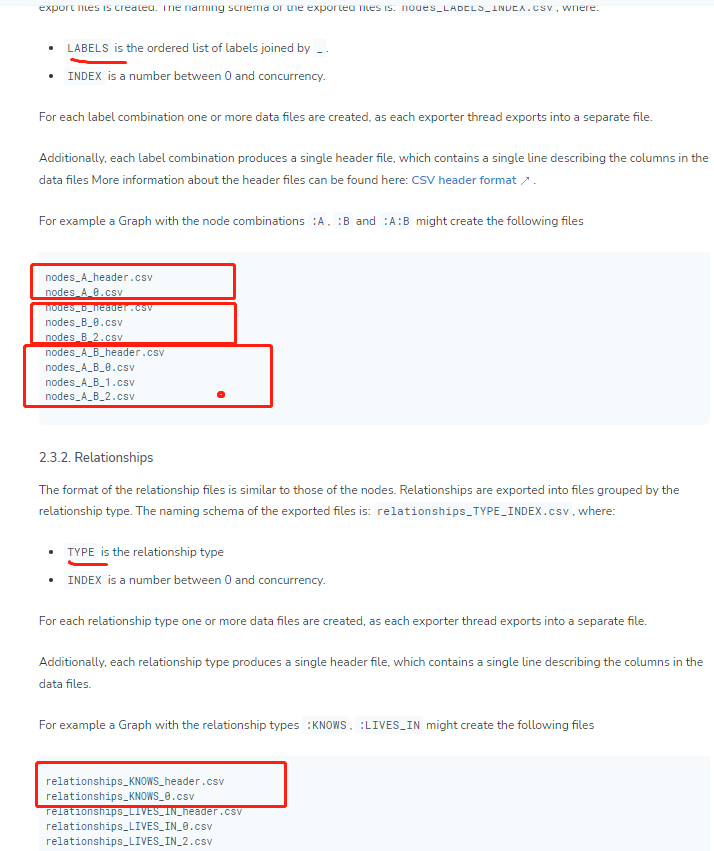 export files is created. The naming schema of the exported files is: nodes_LABELS_INDEX.csv, where:
LABELS is the ordered list of labels joined by _.
INDEX is a number between 0 and concurrency.
For each label combination one or more data files are created, as each exporter thread exports into a separate file.
Additionally, each label combination produces a single header file, which contains a single line describing the columns in the
data files More information about the header files can be found here: CSV header format ↗ .
For example a Graph with the node combinations :A, :B and :A:B might create the following files
nodes_A_header.csv
nodes_A_0.csv
nodes_B_header.csv
nodes_B_0.csv
nodes_B_2.csv
nodes_A_B_header.csv
nodes_A_B_0.csv
nodes_A_B_1.csv
nodes_A_B_2.csv
2.3.2. Relationships
The format of the relationship files is similar to those of the nodes. Relationships are exported into files grouped by the
relationship type. The naming schema of the exported files is: relationships_TYPE_INDEX.csv, where:
TYPE is the relationship type
INDEX is a number between 0 and concurrency.
For each relationship type one or more data files are created, as each exporter thread exports into a separate file.
Additionally, each relationship type produces a single header file, which contains a single line describing the columns in the
data files.
For example a Graph with the relationship types :KNOWS, :LIVES_IN might create the following files
relationships_KNOWS_header.csv
relationships_KNOWS_0.csv
relationships_LIVES_IN_header.csv
relationships_LIVES_IN_0.csv
relationships_LIVES_IN_2.csv